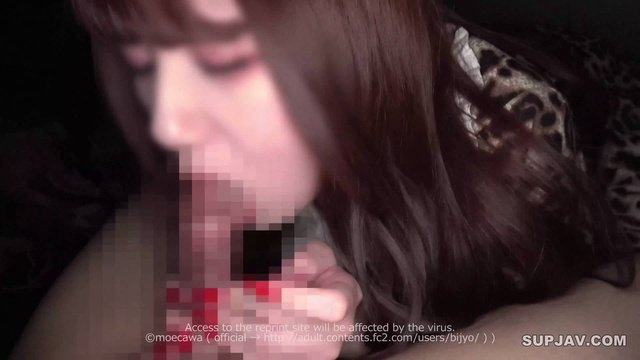 Access to the reprint site will be affected by the virus.
©moecawa ( official → http://adult.contents.fc2.com/users/bijyo/ ) )
SUPJAV.COM